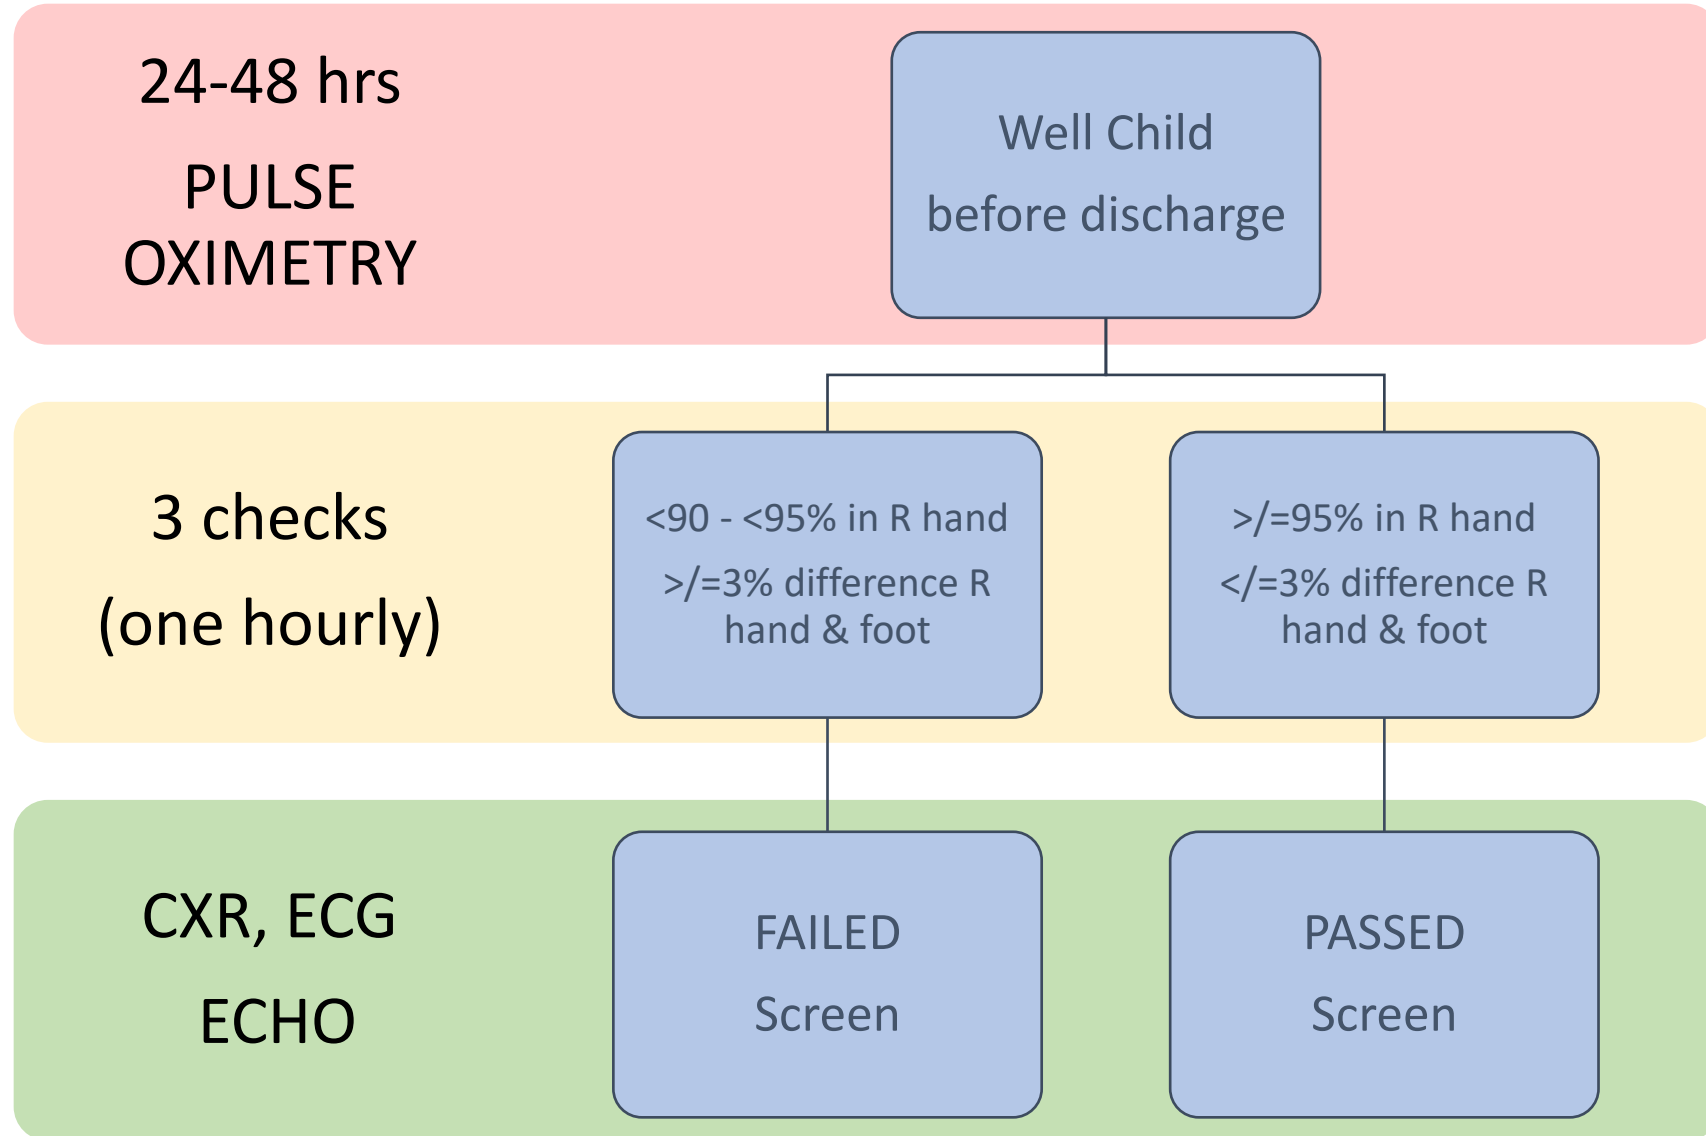 24-48 hrs
PULSE
OXIMETRY
Well Child
before discharge
3 checks
(one hourly)
<90 - <95% in R hand
>/=3% difference R
hand & foot
>/=95% in R hand
</=3% difference R
hand & foot
CXR, ECG
ECHO
FAILED
Screen
PASSED
Screen